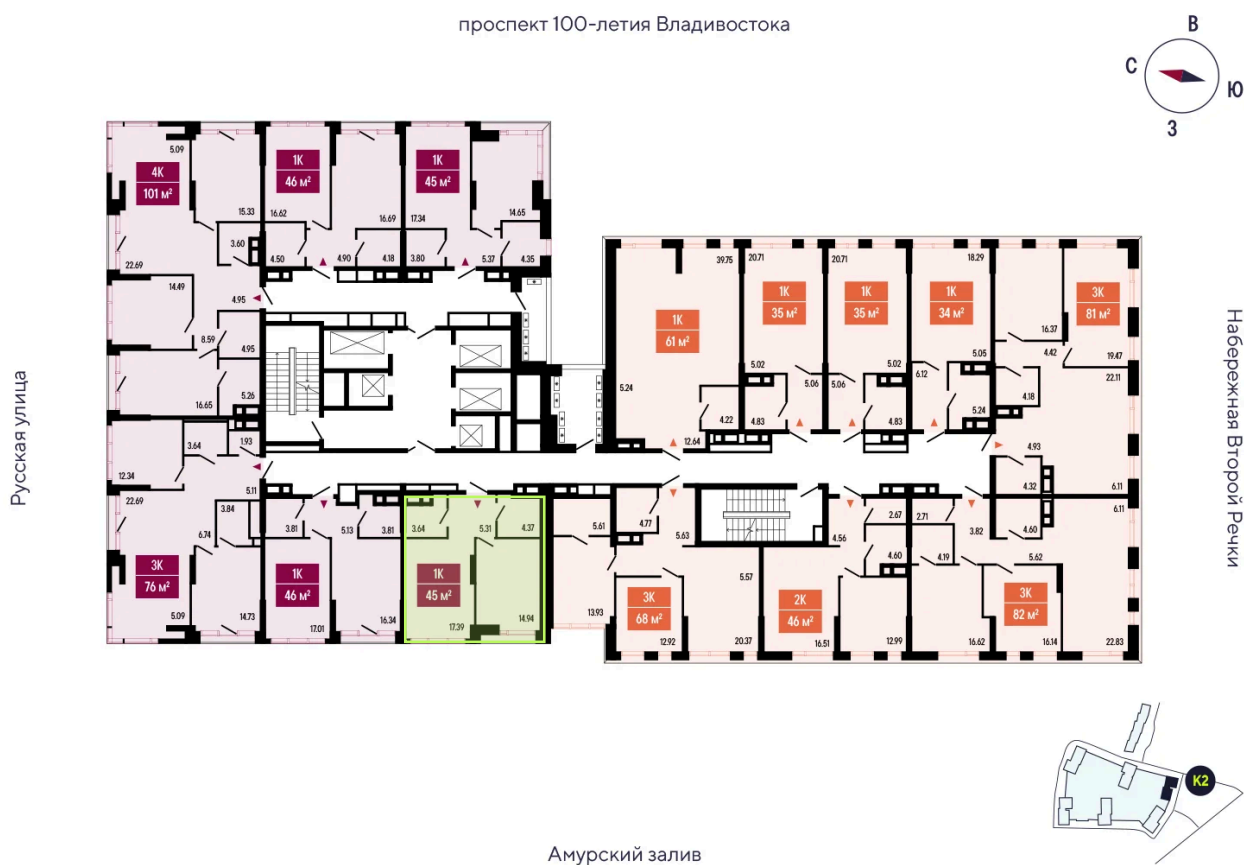 проспект 100-летия Владивостока
В
С
Ю
З
5.09
4К
101 м²
15.33
3.60
22.69
1К
46 м²
16.62
16.69
4.50
4.90
4.18
1К
45 м²
17.34
14.65
3.80
5.37
4.35
14.49
4.95
8.59
4.95
16.65
5.26
39.75
1К
61 м²
5.24
4.22
12.64
20.71
1К
35 м²
5.02
5.06
4.83
20.71
1К
35 м²
5.02
5.06
4.83
18.29
1К
34 м²
5.05
6.12
5.24
3К
81 м²
16.37
4.42
19.47
22.11
4.18
4.93
4.32
6.11
Русская улица
Набережная Второй Речки
3.64
1.93
12.34
22.69
5.11
3.84
6.74
3К
76 м²
5.09
14.73
3.81
5.13
3.81
1К
46 м²
17.01
16.34
3.64
5.31
4.37
1К
45 м²
17.39
14.94
5.61
4.77
5.63
5.57
13.93
3К
68 м²
12.92
20.37
2.67
4.56
4.60
2К
46 м²
16.51
12.99
2.71
3.82
4.60
6.11
4.19
5.62
3К
82 м²
16.62
16.14
22.83
К2
Амурский залив